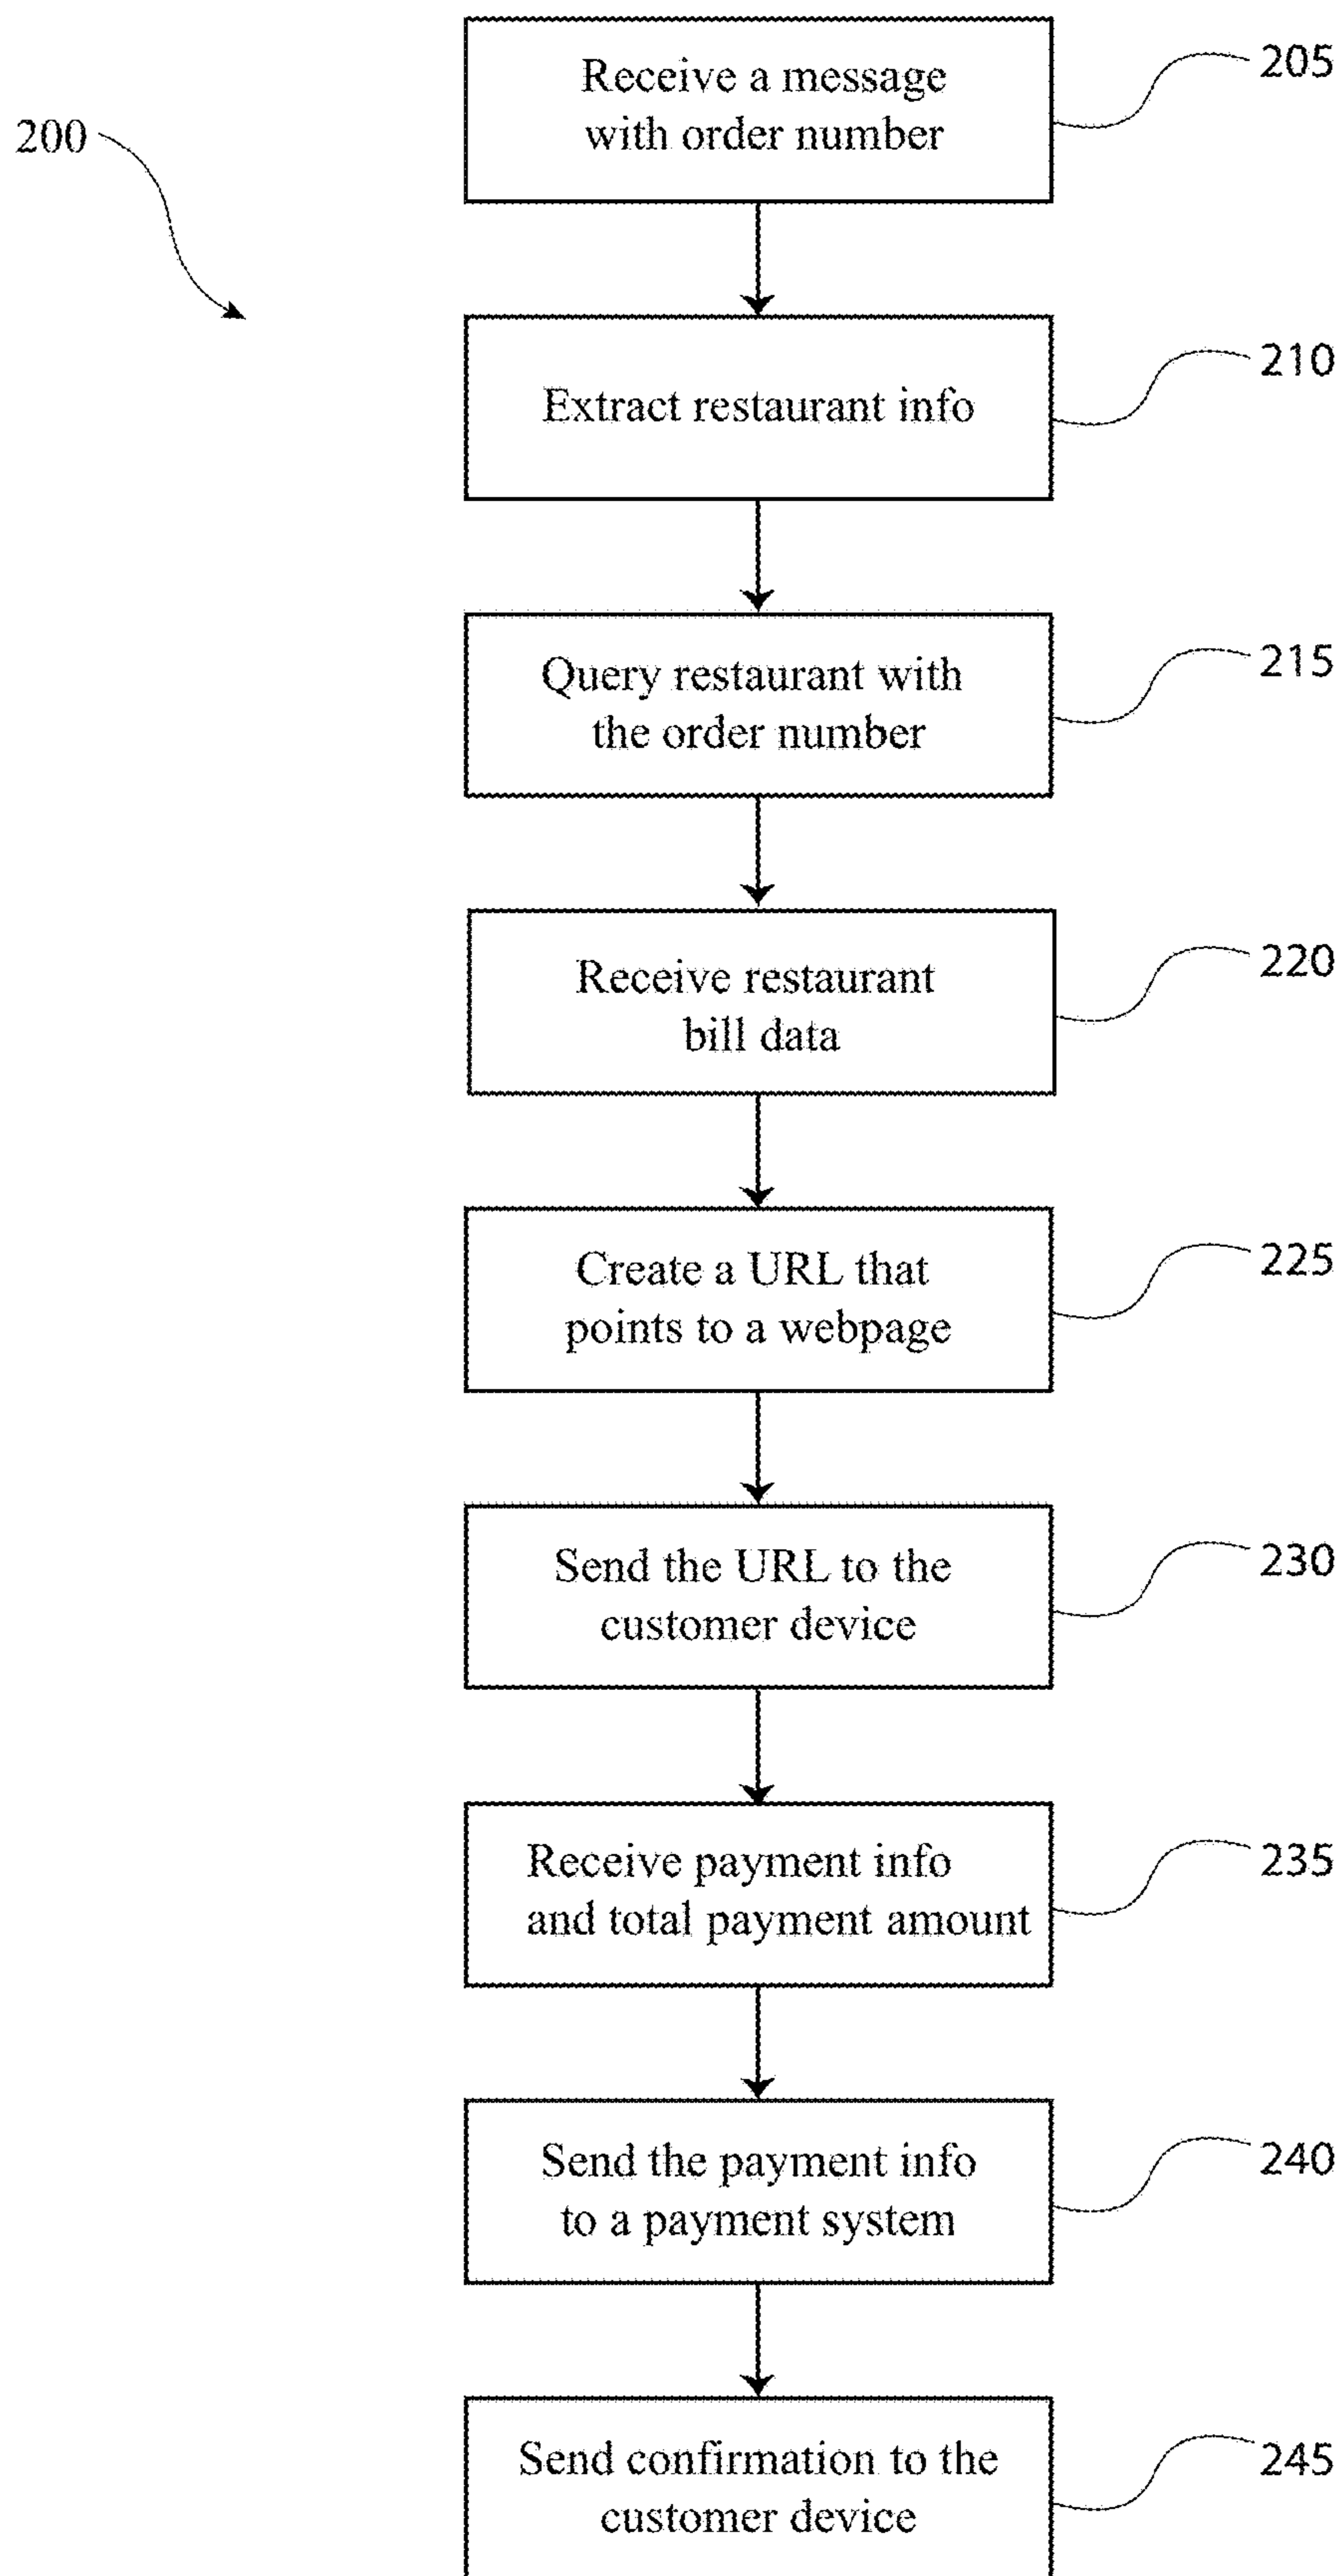 Receive a message
with order number
205
200
Extract restaurant info
210
Query restaurant with
the order number
215
Receive restaurant
bill data
220
Create a URL that
points to a webpage
225
Send the URL to the
customer device
230
Receive payment info
and total payment amount
235
Send the payment info
to a payment system
240
Send confirmation to the
customer device
245